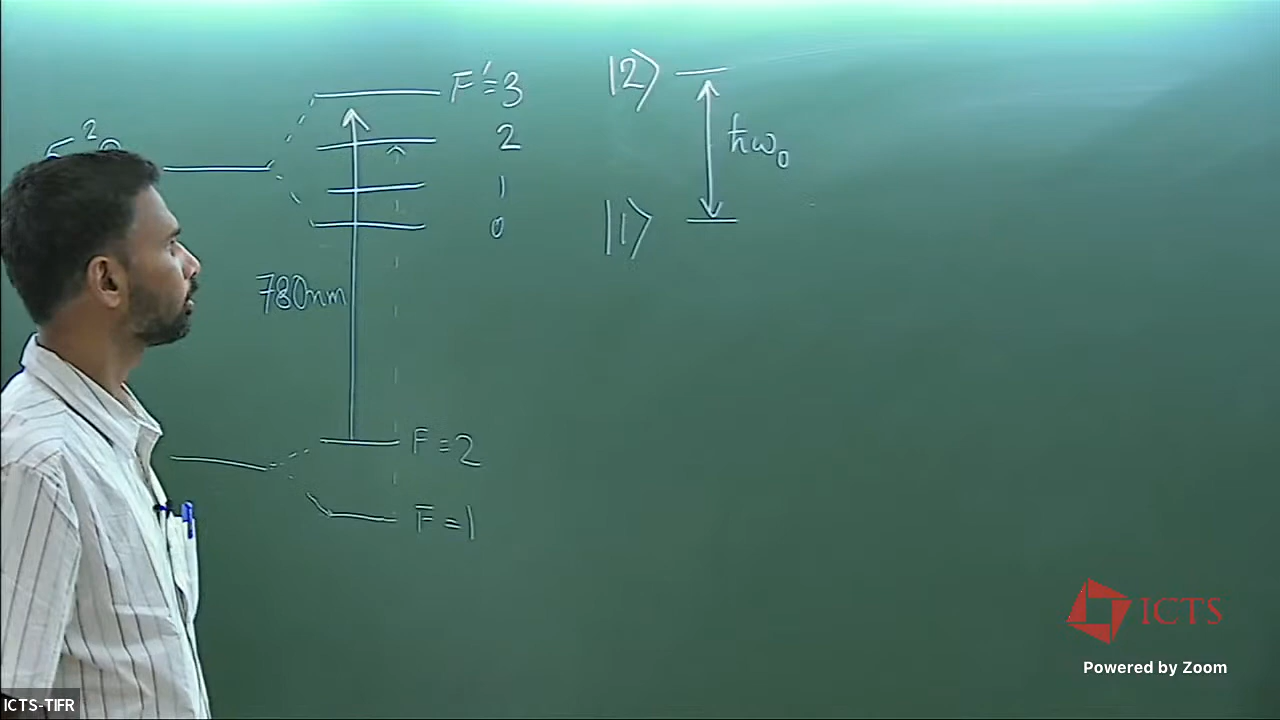 F′=3
2
1
0
780nm
F=2
F=1
|2⟩
ħω₀
|1⟩
ICTS
Powered by Zoom
ICTS-TIFR